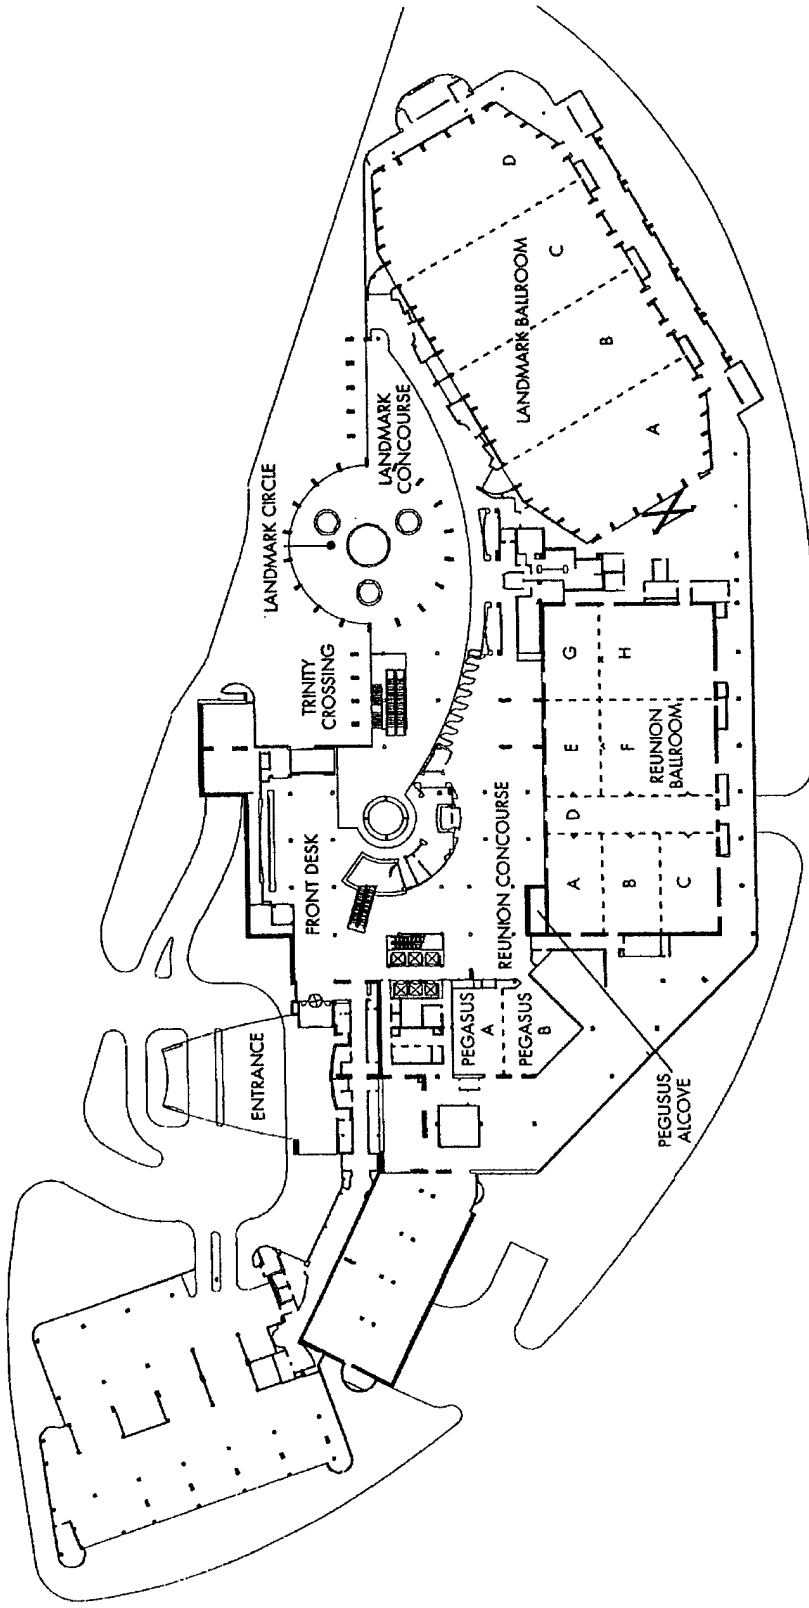 LANDMARK CIRCLE
LANDMARK
CONCOURSE
LANDMARK BALLROOM
A
B
C
D
TRINITY
CROSSING
FRONT DESK
ENTRANCE
REUNION CONCOURSE
REUNION
BALLROOM
A
B
C
D
E
F
G
H
PEGASUS
A
PEGASUS
B
PEGUSUS
ALCOVE